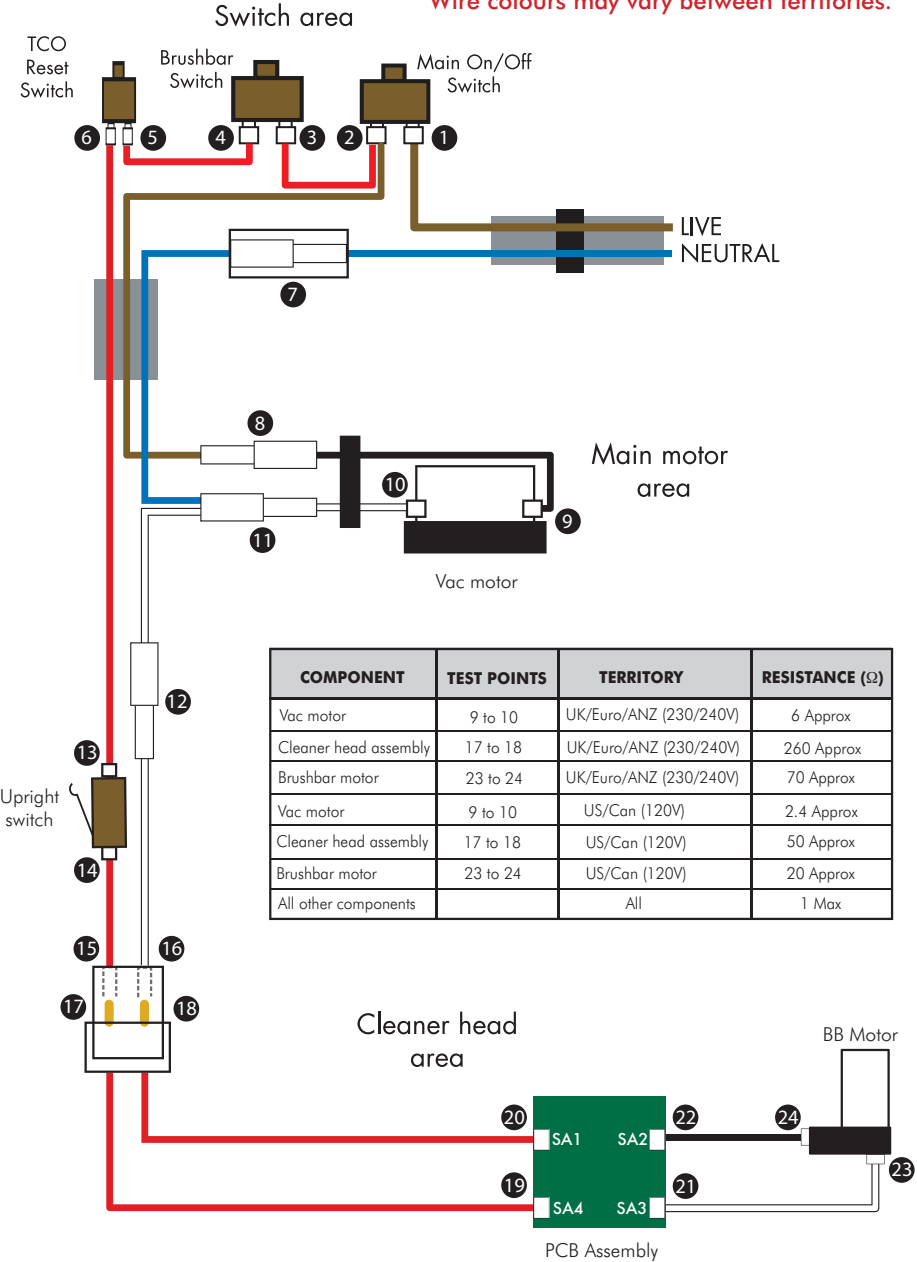 Wire colours may vary between territories.
Switch area
TCO
Reset
Switch
Brushbar
Switch
Main On/Off
Switch
6
5
4
3
2
1
LIVE
NEUTRAL
7
8
Main motor
area
10
9
11
Vac motor
COMPONENT TEST POINTS TERRITORY RESISTANCE (Ω)
Vac motor 9 to 10 UK/Euro/ANZ (230/240V) 6 Approx
Cleaner head assembly 17 to 18 UK/Euro/ANZ (230/240V) 260 Approx
Brushbar motor 23 to 24 UK/Euro/ANZ (230/240V) 70 Approx
Vac motor 9 to 10 US/Can (120V) 2.4 Approx
Cleaner head assembly 17 to 18 US/Can (120V) 50 Approx
Brushbar motor 23 to 24 US/Can (120V) 20 Approx
All other components All 1 Max
12
13
Upright
switch
14
15
16
17
18
Cleaner head
area
BB Motor
20
22
24
SA1 SA2
23
19
21
SA4 SA3
PCB Assembly